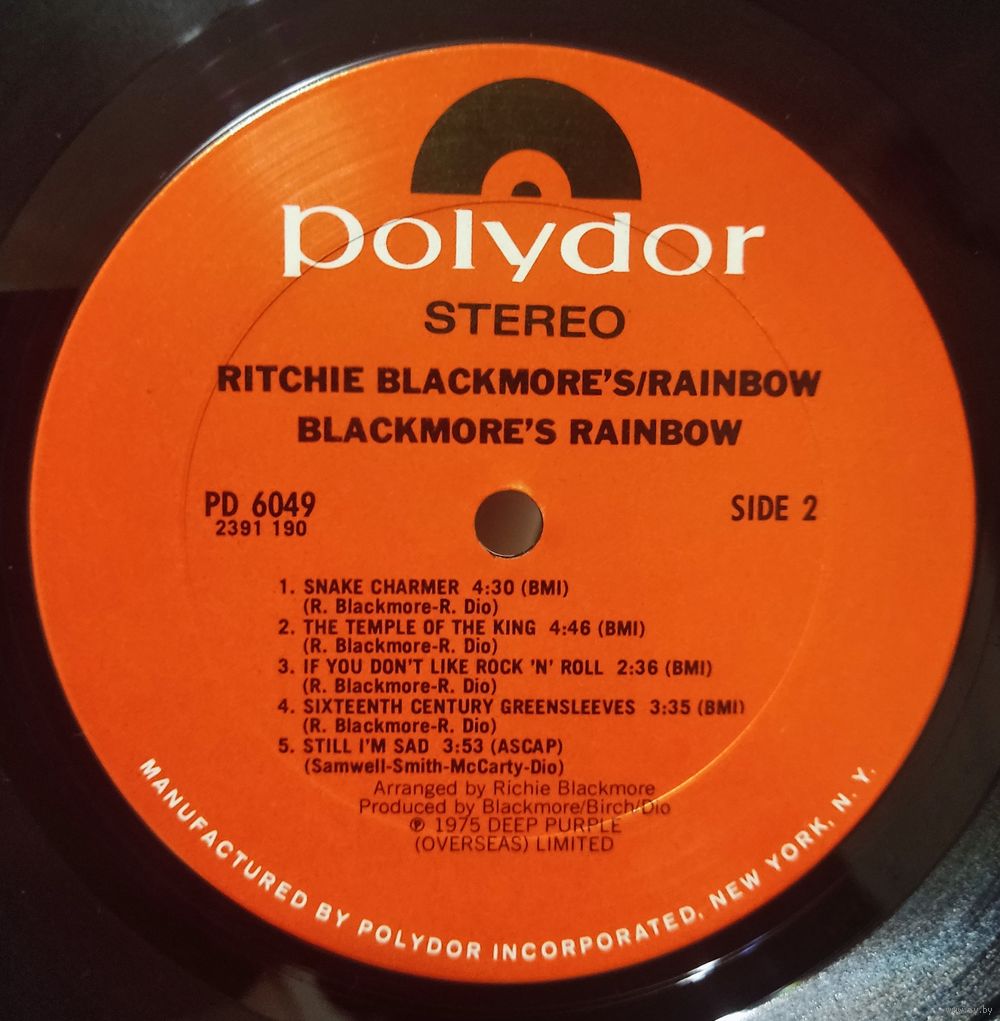 polydor
STEREO
RITCHIE BLACKMORE'S/RAINBOW
BLACKMORE'S RAINBOW
PD 6049
2391 190
SIDE 2
1. SNAKE CHARMER 4:30 (BMI)
(R. Blackmore-R. Dio)
2. THE TEMPLE OF THE KING 4:46 (BMI)
(R. Blackmore-R. Dio)
3. IF YOU DON'T LIKE ROCK 'N' ROLL 2:36 (BMI)
(R. Blackmore-R. Dio)
4. SIXTEENTH CENTURY GREENSLEEVES 3:35 (BMI)
(R. Blackmore-R. Dio)
5. STILL I'M SAD 3:53 (ASCAP)
(Samwell-Smith-McCarty-Dio)
Arranged by Richie Blackmore
Produced by Blackmore/Birch/Dio
℗ 1975 DEEP PURPLE
(OVERSEAS) LIMITED
MANUFACTURED BY POLYDOR INCORPORATED, NEW YORK, N. Y.